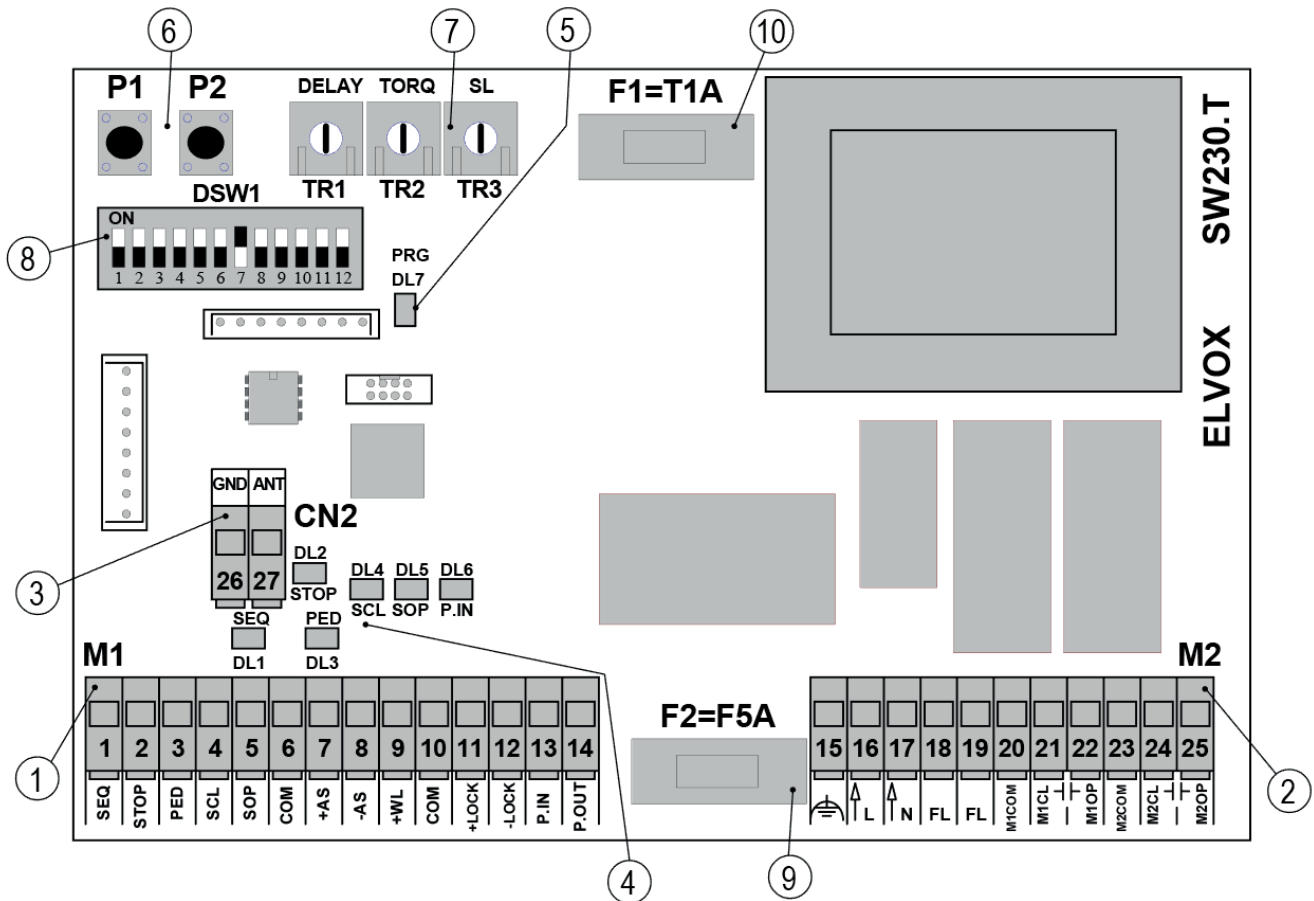 6
7
5
10
P1 P2
DELAY TORQ SL
F1=T1A
SW230.T
TR1 TR2 TR3
DSW1
ON
1 2 3 4 5 6 7 8 9 10 11 12
8
PRG
DL7
ELVOX
GND ANT
CN2
26 27
3
DL2
STOP
DL4 DL5 DL6
SCL SOP P.IN
SEQ PED
DL1 DL3
M1
M2
F2=F5A
1
1 2 3 4 5 6 7 8 9 10 11 12 13 14
SEQ STOP PED SCL SOP COM +AS -AS +WL COM +LOCK -LOCK P.IN P.OUT
15 16 17 18 19 20 21 22 23 24 25
L N FL FL M1COM M1CL M1OP M2COM M2CL M2OP
2
4
9